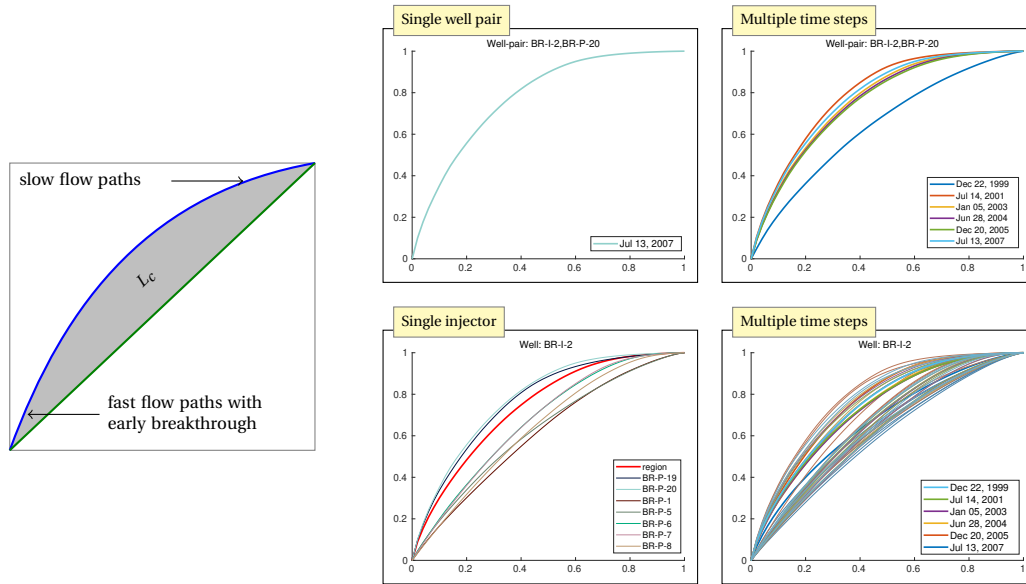 slow flow paths
L_c
fast flow paths with
early breakthrough
Single well pair
Well-pair: BR-I-2,BR-P-20
1
0.8
0.6
0.4
0.2
0
0
0.2
0.4
0.6
0.8
1
Jul 13, 2007
Multiple time steps
Well-pair: BR-I-2,BR-P-20
1
0.8
0.6
0.4
0.2
0
0
0.2
0.4
0.6
0.8
1
Dec 22, 1999
Jul 14, 2001
Jan 05, 2003
Jun 28, 2004
Dec 20, 2005
Jul 13, 2007
Single injector
Well: BR-I-2
1
0.8
0.6
0.4
0.2
0
0
0.2
0.4
0.6
0.8
1
region
BR-P-19
BR-P-20
BR-P-1
BR-P-5
BR-P-6
BR-P-7
BR-P-8
Multiple time steps
Well: BR-I-2
1
0.8
0.6
0.4
0.2
0
0
0.2
0.4
0.6
0.8
1
Dec 22, 1999
Jul 14, 2001
Jan 05, 2003
Jun 28, 2004
Dec 20, 2005
Jul 13, 2007